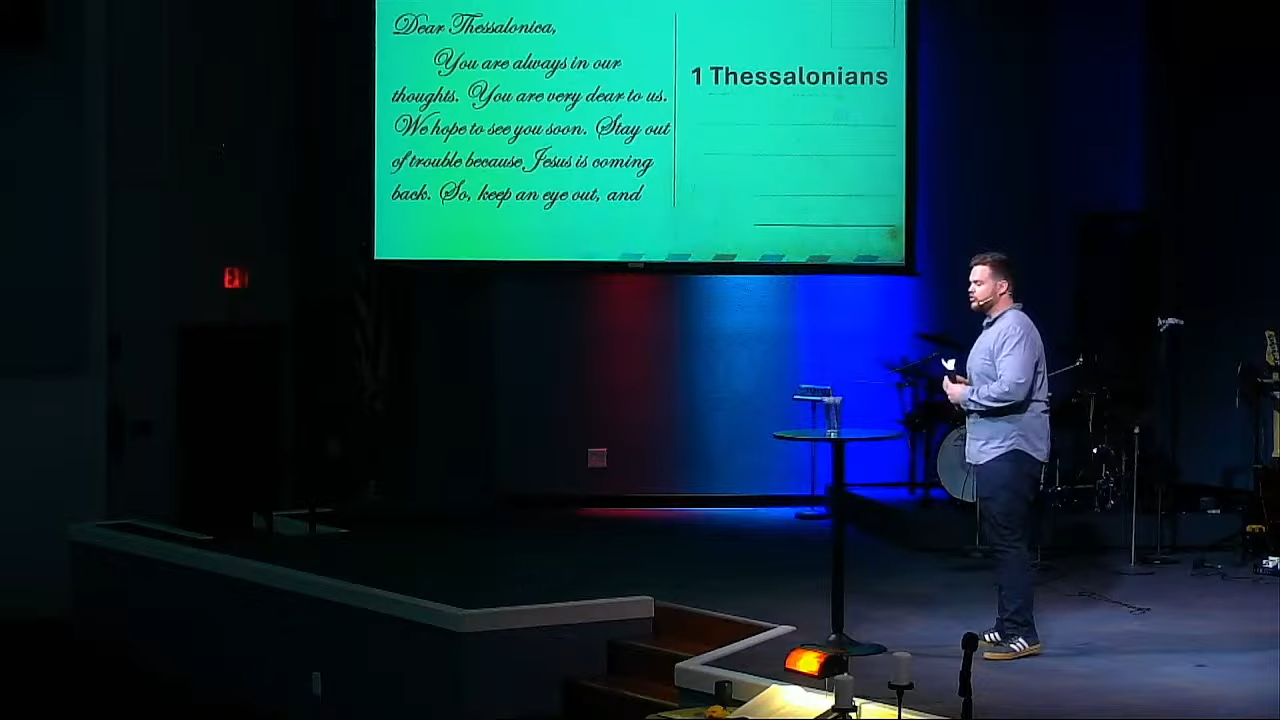 Dear Thessalonica,
You are always in our
thoughts. You are very dear to us.
We hope to see you soon. Stay out
of trouble because Jesus is coming
back. So, keep an eye out, and
1 Thessalonians